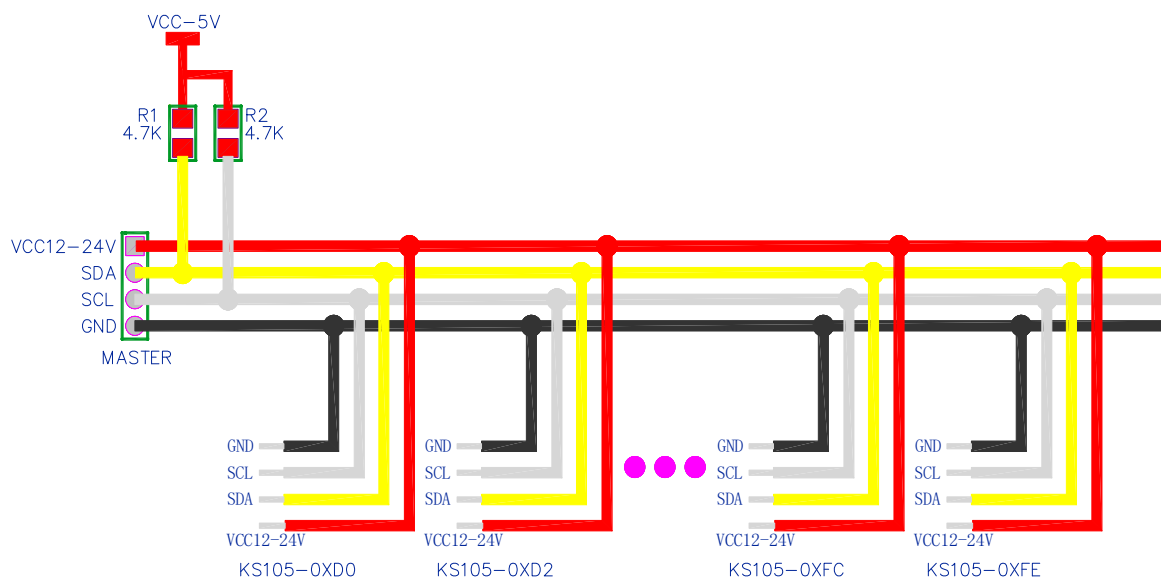 VCC-5V
R1
4.7K
R2
4.7K
VCC12-24V
SDA
SCL
GND
MASTER
GND
SCL
SDA
VCC12-24V
KS105-0XD0
GND
SCL
SDA
VCC12-24V
KS105-0XD2
GND
SCL
SDA
VCC12-24V
KS105-0XFC
GND
SCL
SDA
VCC12-24V
KS105-0XFE